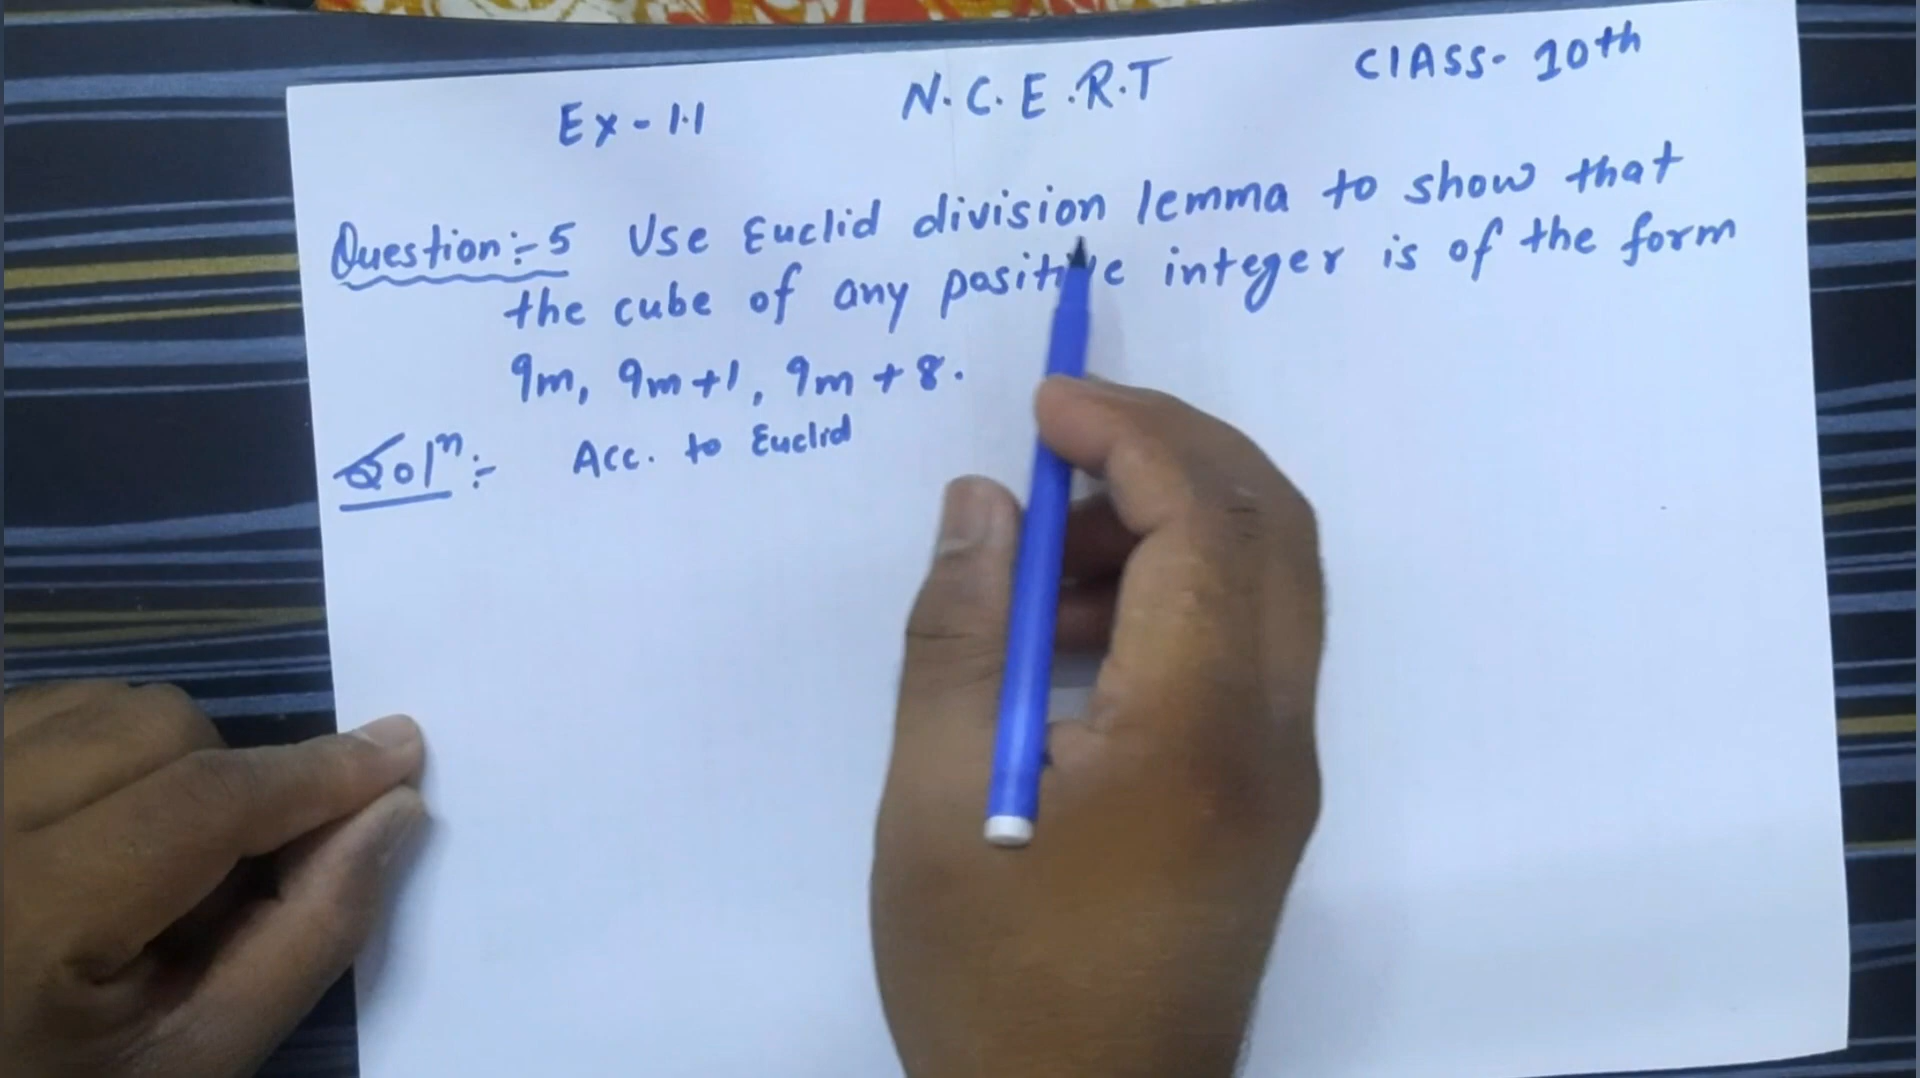 Ex - 1.1 N.C.E.R.T CLASS- 10th
Question:- 5 Use Euclid division lemma to show that
the cube of any positive integer is of the form
9m, 9m+1, 9m+8.
Solⁿ:- Acc. to Euclid